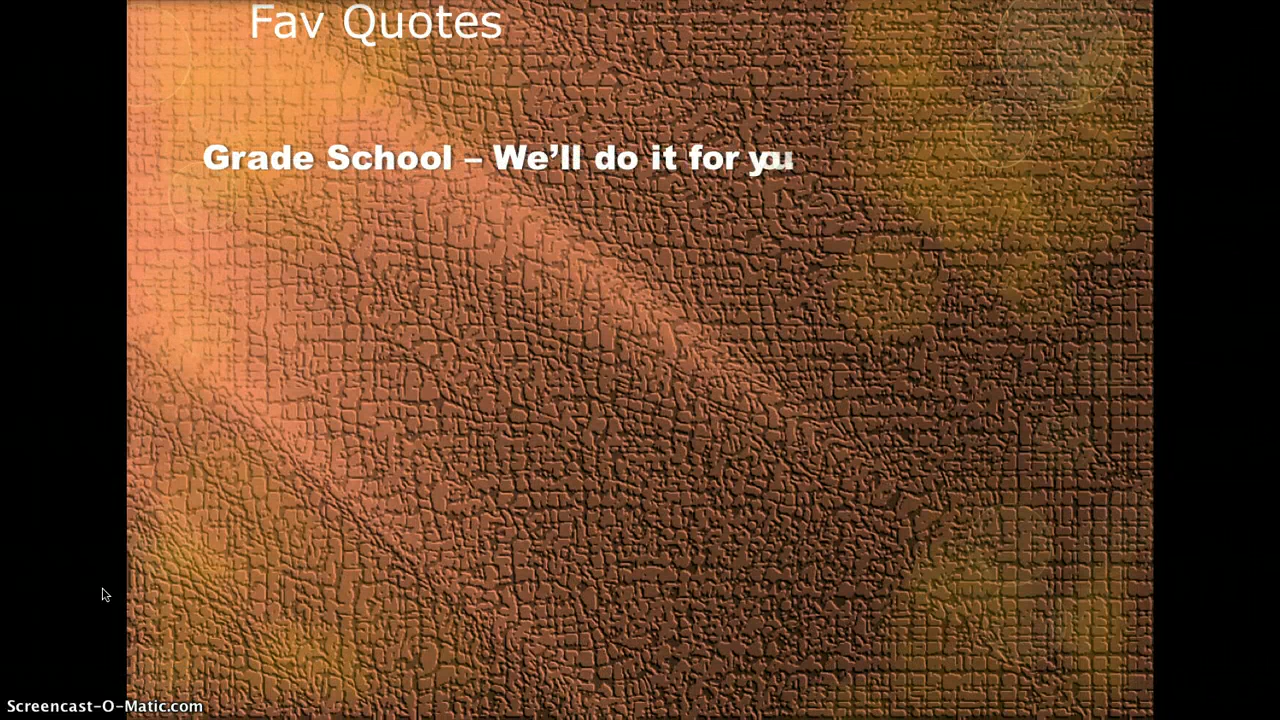 Fav Quotes
Grade School – We’ll do it for
Screencast-O-Matic.com